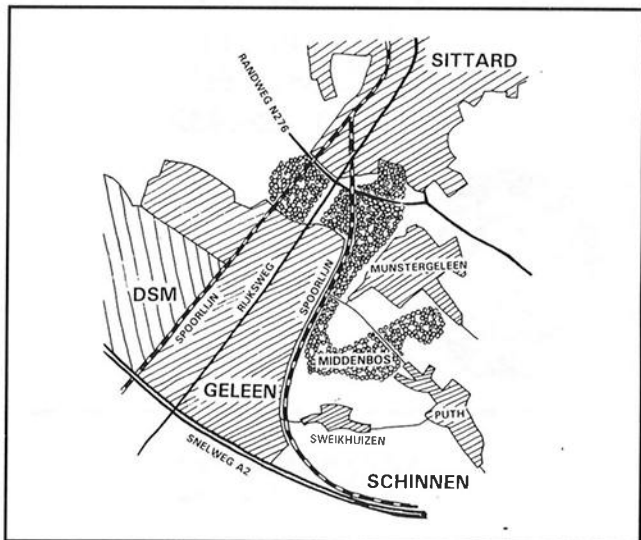 SITTARD
RANDWEG N276
MUNSTERGELEEN
DSM
SPOORLIJN
RIJKSWEG
SPOORLIJN
MIDDENBOS
GELEEN
PUTH
SWEIKHUIZEN
SNELWEG A2
SCHINNEN